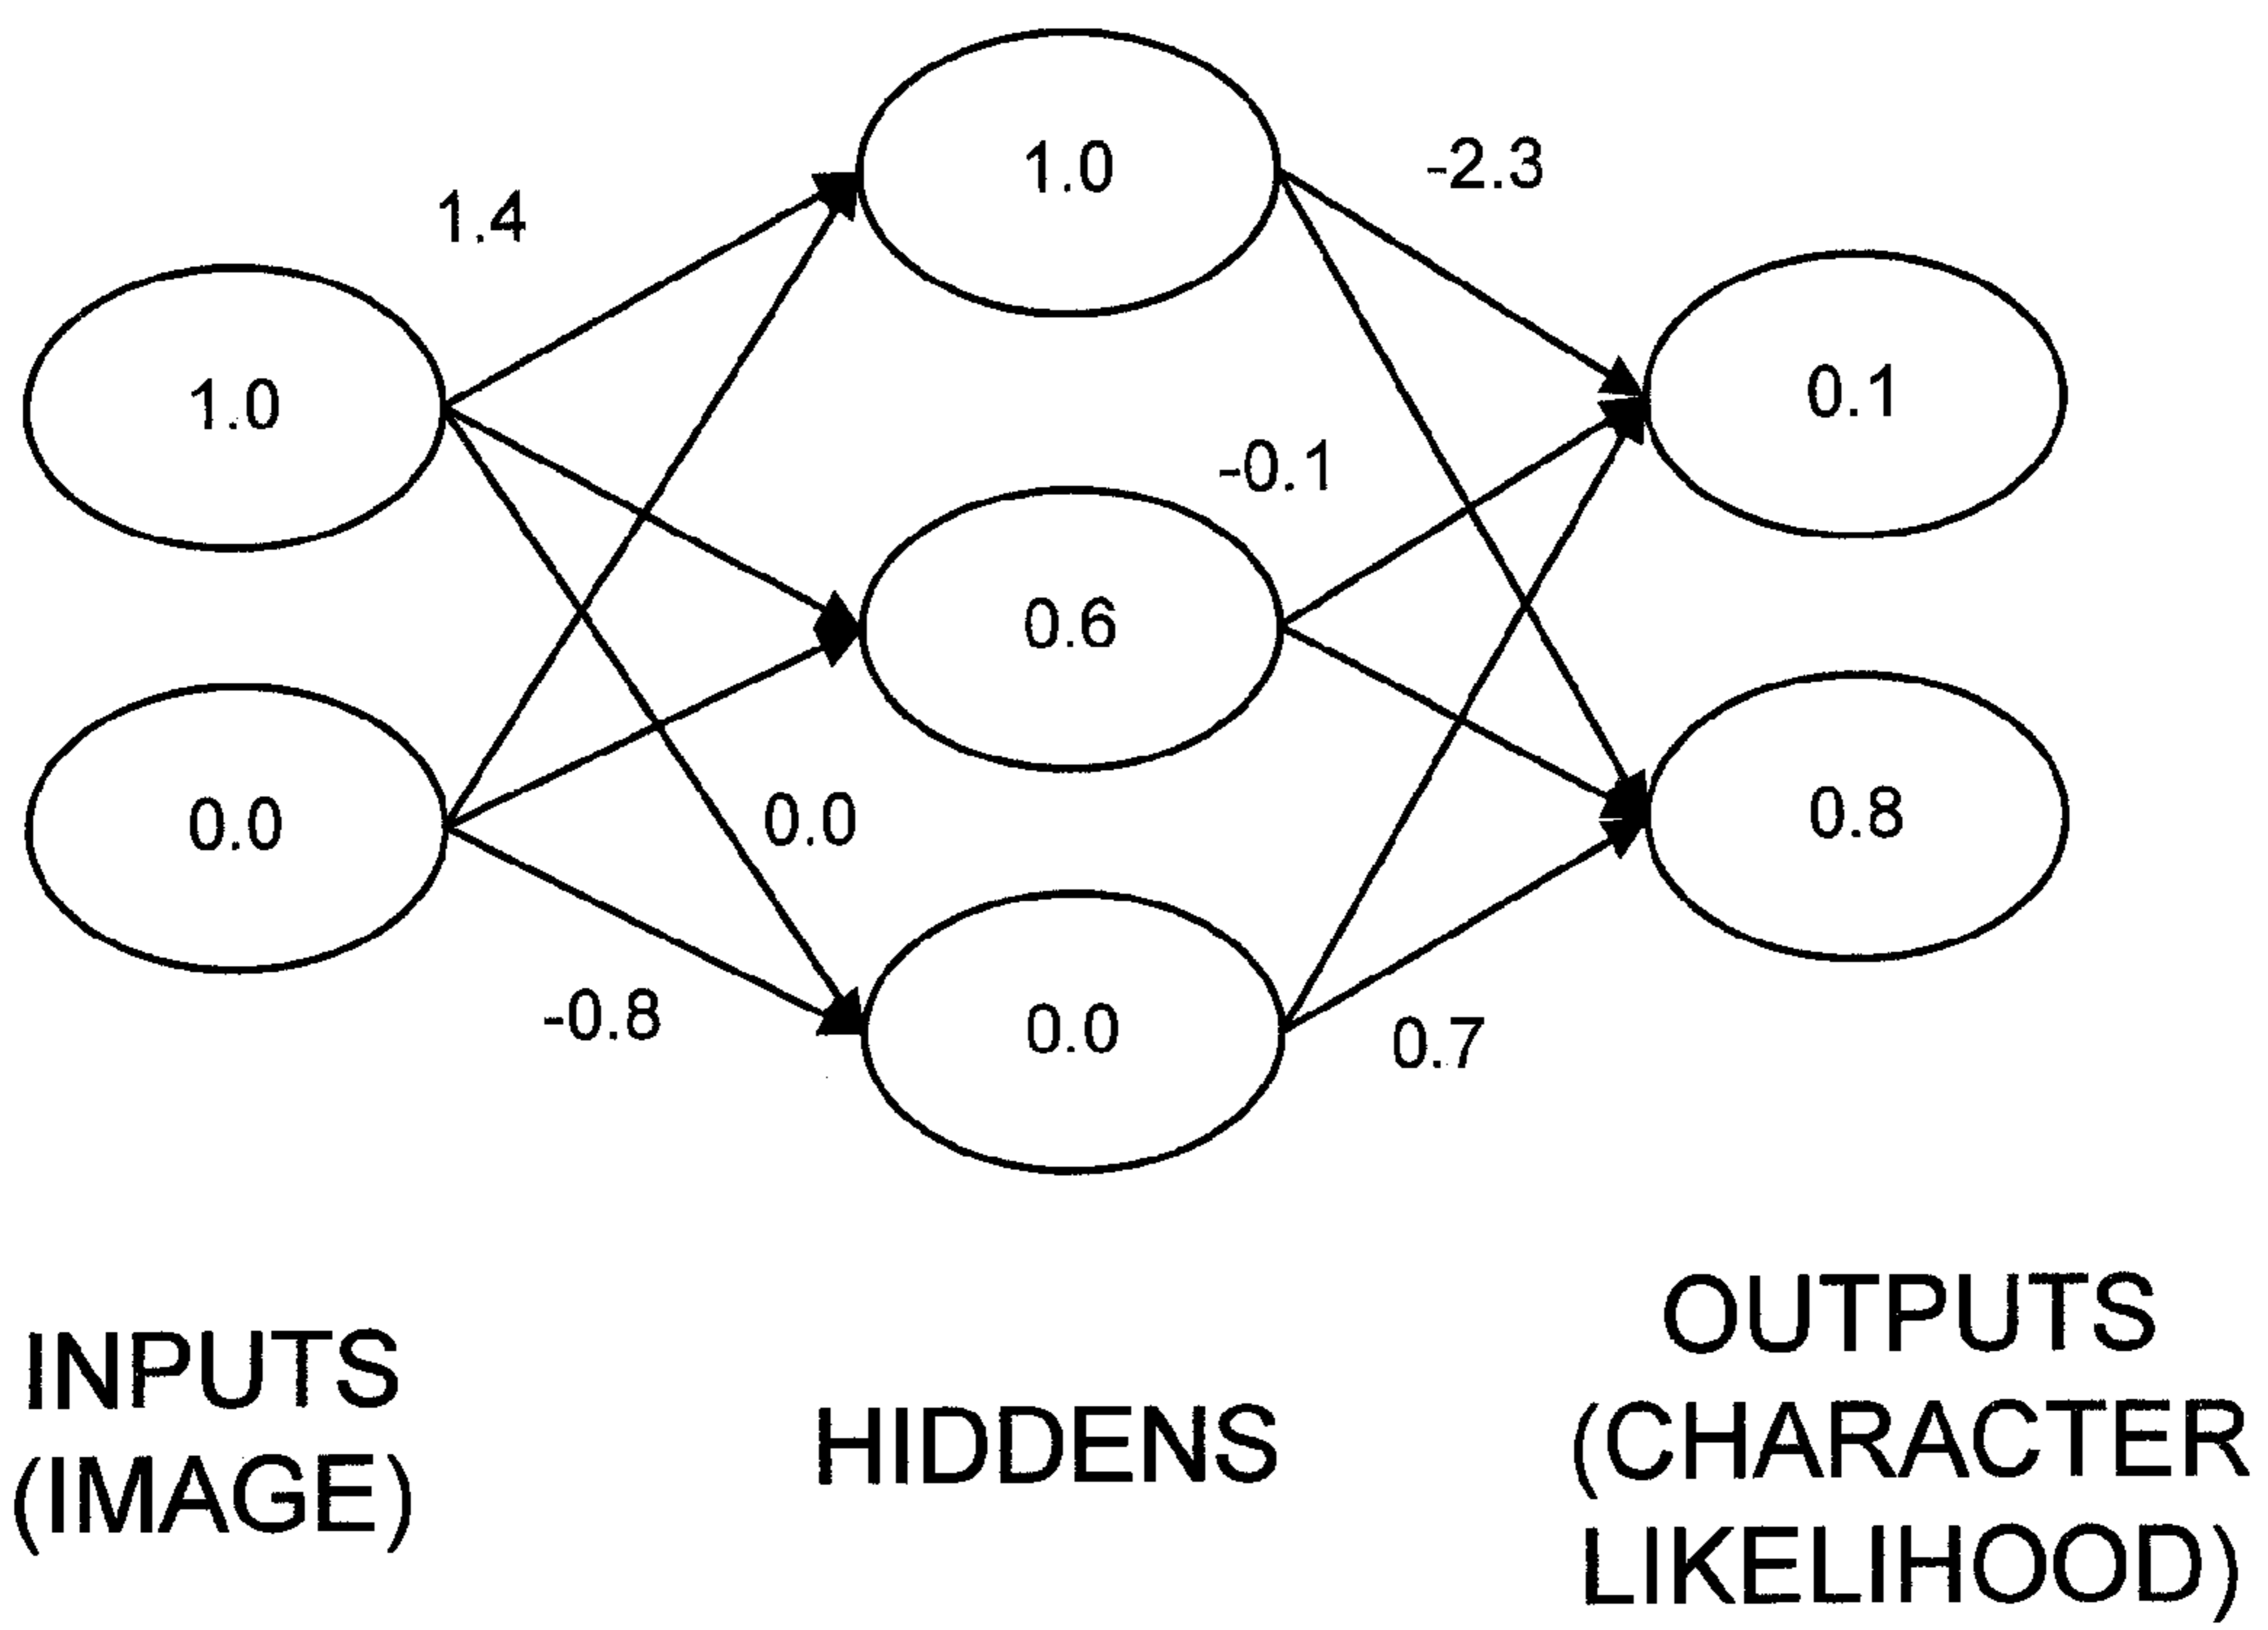 1.0
-2.3
1.4
1.0
0.1
-0.1
0.6
0.0
0.0
0.8
-0.8
0.0
0.7
INPUTS
(IMAGE)
HIDDENS
OUTPUTS
(CHARACTER
LIKELIHOOD)